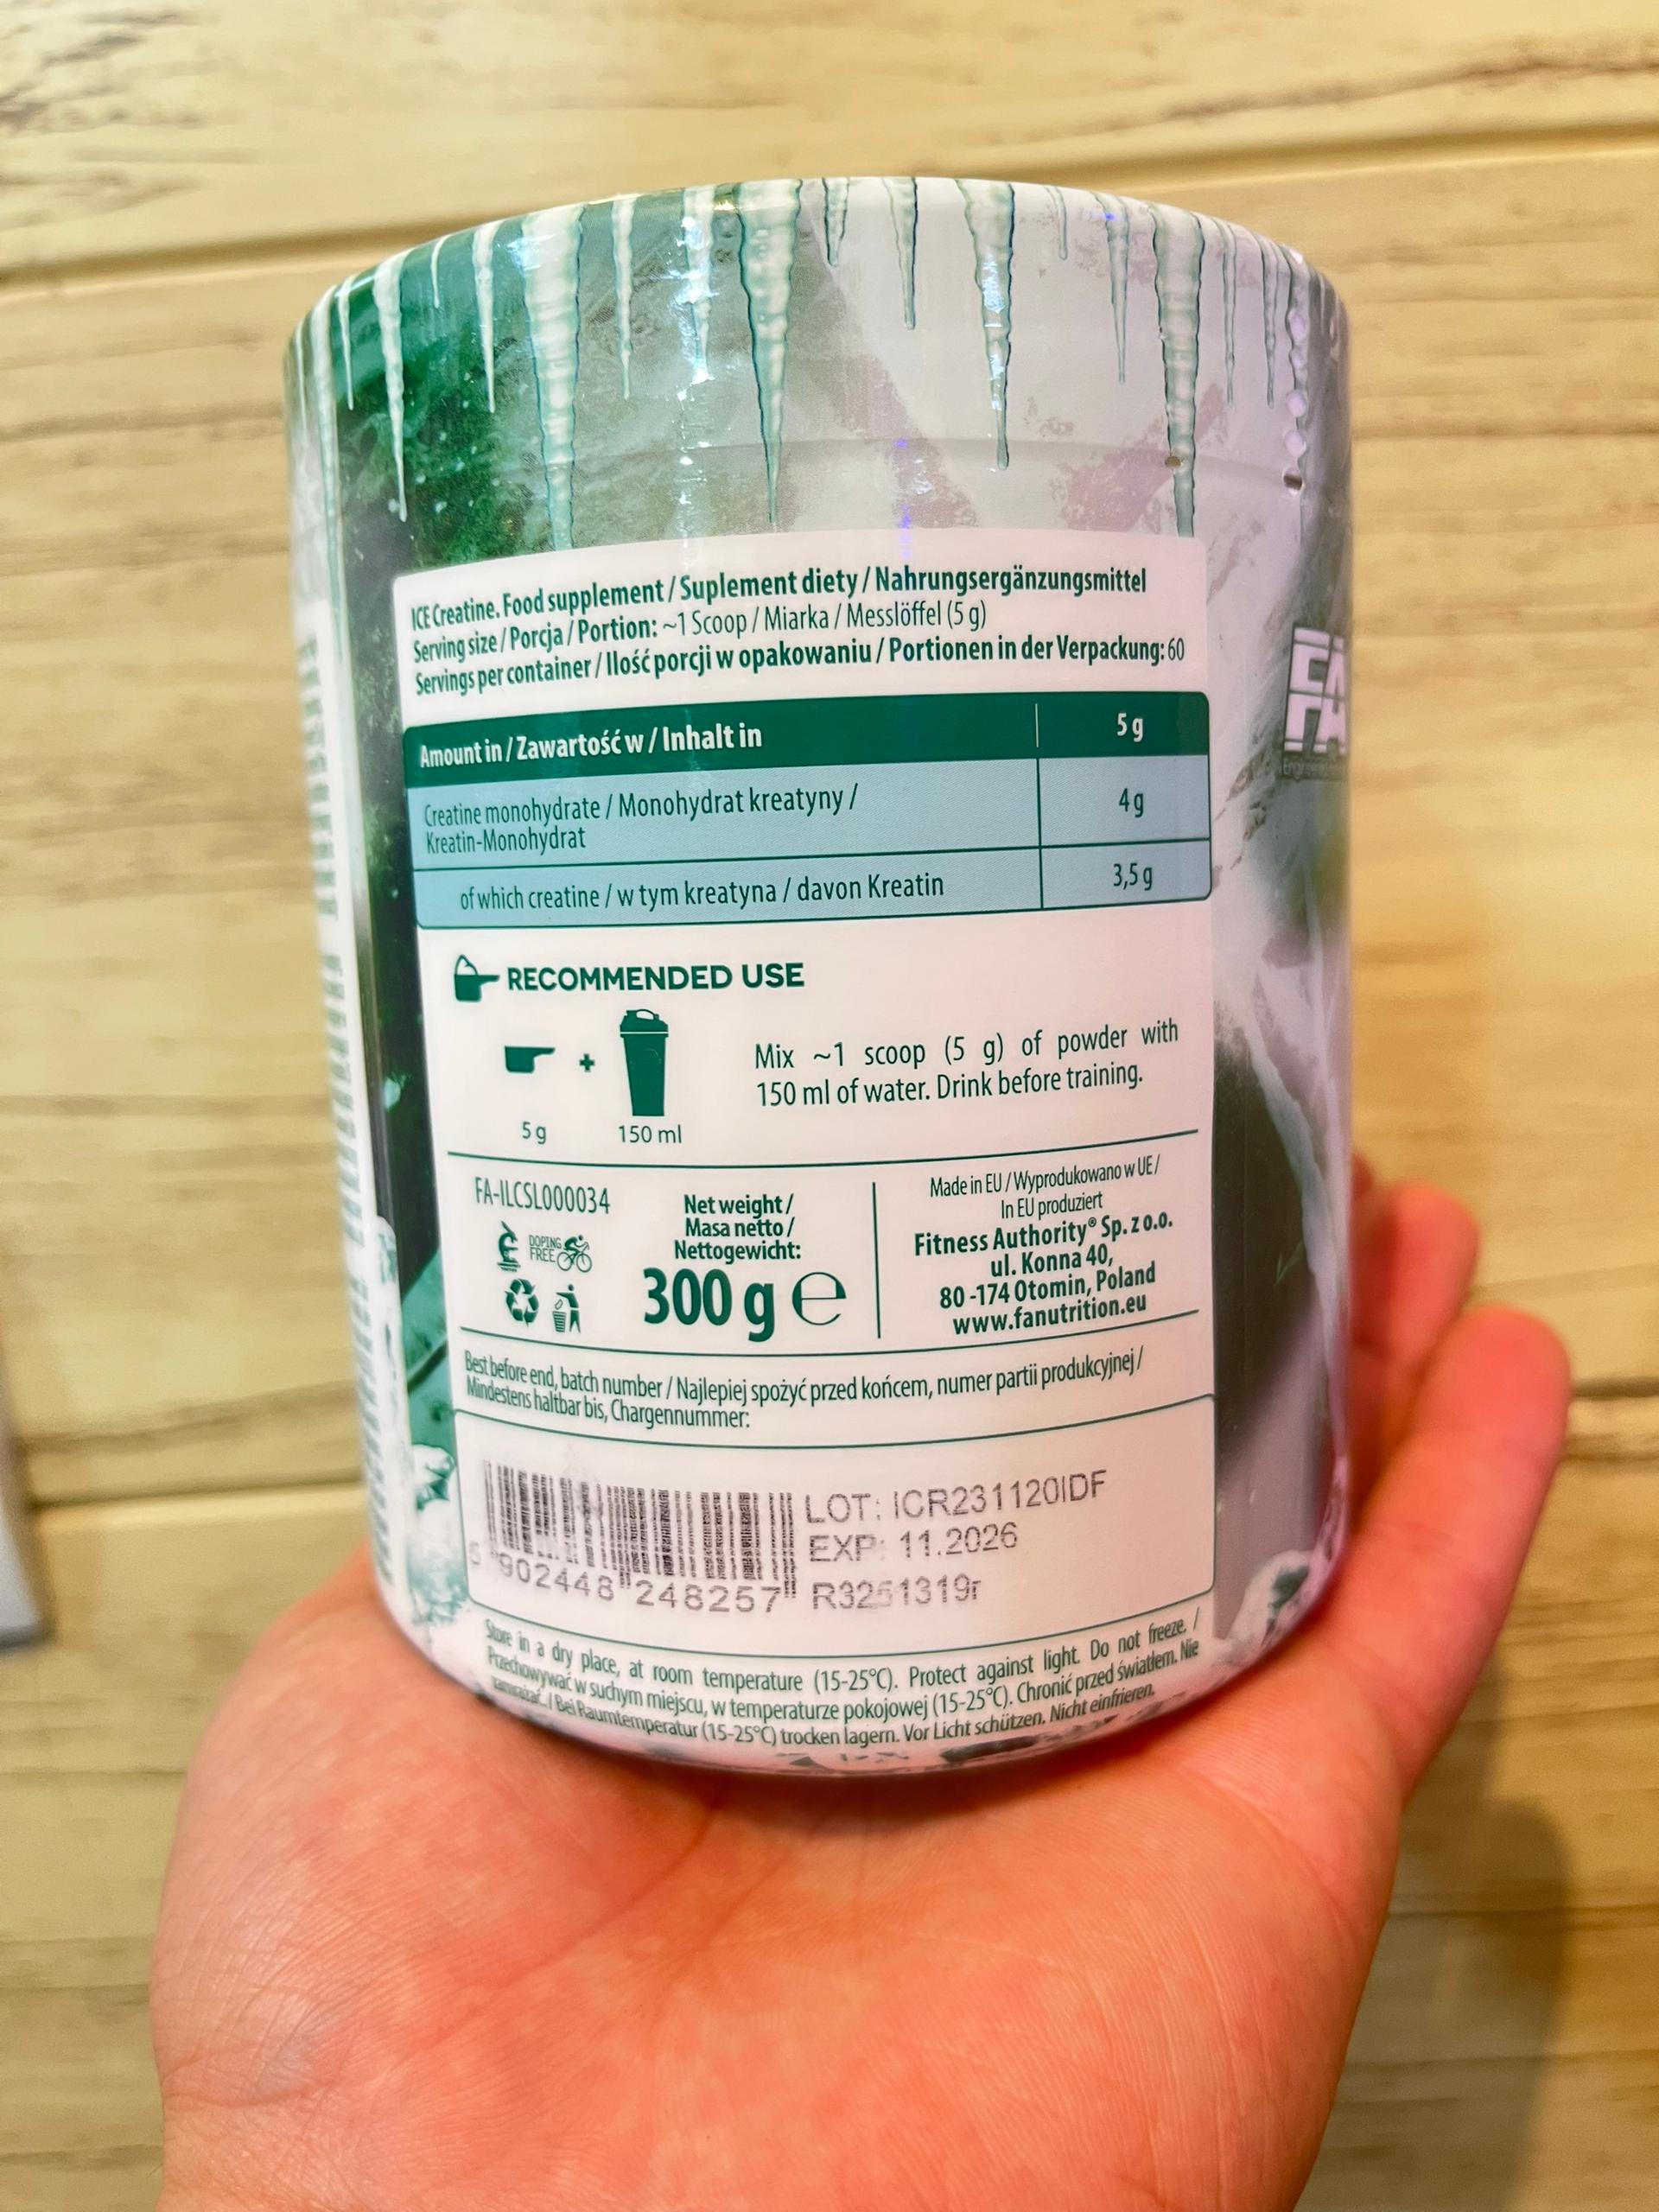 ICE Creatine. Food supplement / Suplement diety / Nahrungsergänzungsmittel
Serving size / Porcja / Portion: ~1 Scoop / Miarka / Messlöffel (5 g)
Servings per container / Ilość porcji w opakowaniu / Portionen in der Verpackung: 60
Amount in / Zawartość w / Inhalt in 5 g
Creatine monohydrate / Monohydrat kreatyny / 4 g
Kreatin-Monohydrat
of which creatine / w tym kreatyna / davon Kreatin 3,5 g
RECOMMENDED USE
Mix ~1 scoop (5 g) of powder with
150 ml of water. Drink before training.
+
5 g 150 ml
FA-ILCSL000034
DOPING
FREE
Net weight /
Masa netto /
Nettogewicht:
300 g e
Made in EU / Wyprodukowano w UE /
In EU produziert
Fitness Authority® Sp. z o.o.
ul. Konna 40,
80 -174 Otomin, Poland
www.fanutrition.eu
Best before end, batch number / Najlepiej spożyć przed końcem, numer partii produkcyjnej /
Mindestens haltbar bis, Chargennummer:
LOT: ICR231120IDF
EXP: 11.2026
R3251319r
5 902448 248257
Store in a dry place, at room temperature (15-25°C). Protect against light. Do not freeze. /
Przechowywać w suchym miejscu, w temperaturze pokojowej (15-25°C). Chronić przed światłem. Nie
zamrażać. / Bei Raumtemperatur (15-25°C) trocken lagern. Vor Licht schützen. Nicht einfrieren.
FA